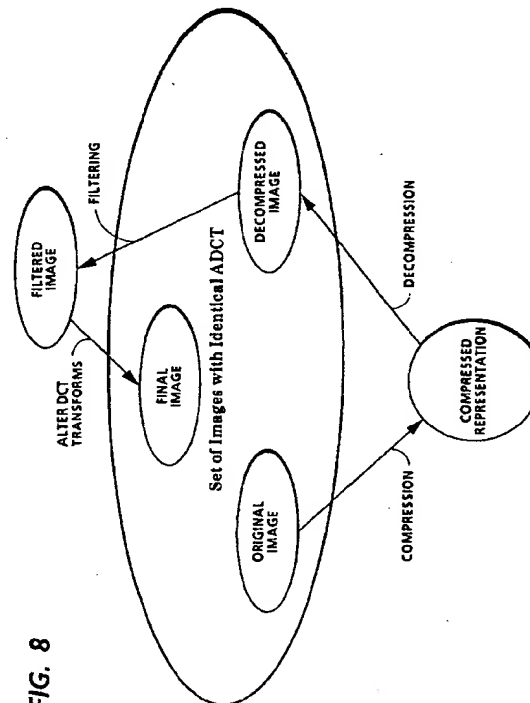 FIG. 8
FILTERED
IMAGE
ALTER DCT
TRANSFORMS
FILTERING
FINAL
IMAGE
DECOMPRESSED
IMAGE
Set of Images with Identical ADCT
ORIGINAL
IMAGE
COMPRESSION
DECOMPRESSION
COMPRESSED
REPRESENTATION